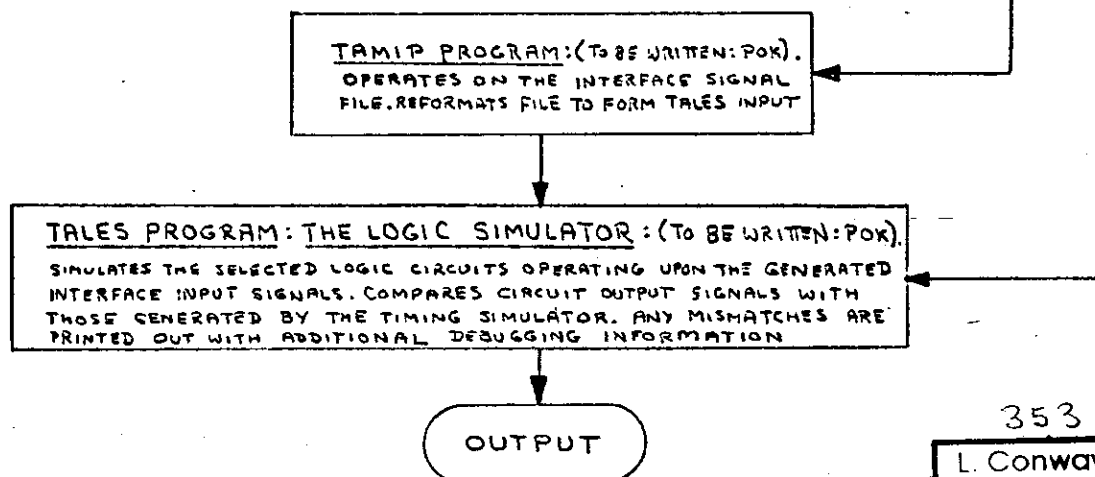 TAMIP PROGRAM:(TO BE WRITTEN:POK).
OPERATES ON THE INTERFACE SIGNAL
FILE.REFORMATS FILE TO FORM TALES INPUT
TALES PROGRAM: THE LOGIC SIMULATOR:(TO BE WRITTEN:POK).
SIMULATES THE SELECTED LOGIC CIRCUITS OPERATING UPON THE GENERATED
INTERFACE INPUT SIGNALS. COMPARES CIRCUIT OUTPUT SIGNALS WITH
THOSE GENERATED BY THE TIMING SIMULATOR. ANY MISMATCHES ARE
PRINTED OUT WITH ADDITIONAL DEBUGGING INFORMATION
OUTPUT
353
L. Conway